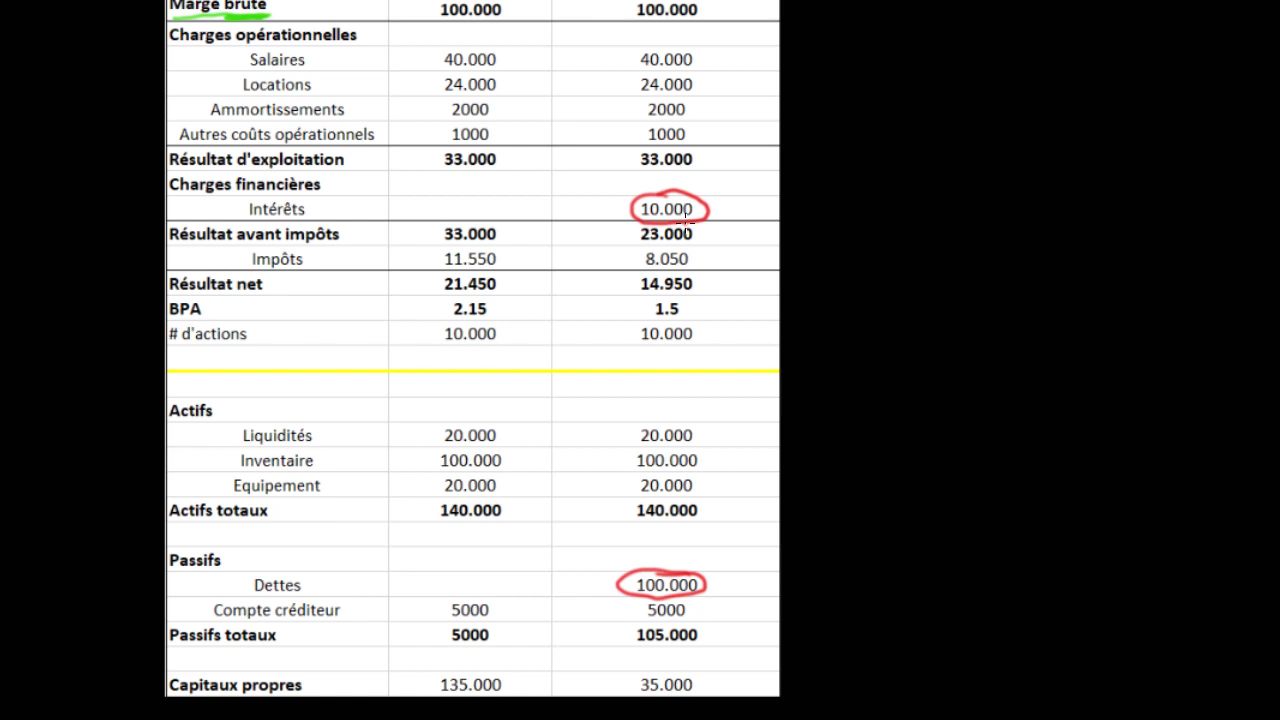 Marge brute 100.000 100.000
Charges opérationnelles
Salaires 40.000 40.000
Locations 24.000 24.000
Ammortissements 2000 2000
Autres coûts opérationnels 1000 1000
Résultat d'exploitation 33.000 33.000
Charges financières
Intérêts 10.000
Résultat avant impôts 33.000 23.000
Impôts 11.550 8.050
Résultat net 21.450 14.950
BPA 2.15 1.5
# d'actions 10.000 10.000
Actifs
Liquidités 20.000 20.000
Inventaire 100.000 100.000
Equipement 20.000 20.000
Actifs totaux 140.000 140.000
Passifs
Dettes 100.000
Compte créditeur 5000 5000
Passifs totaux 5000 105.000
Capitaux propres 135.000 35.000